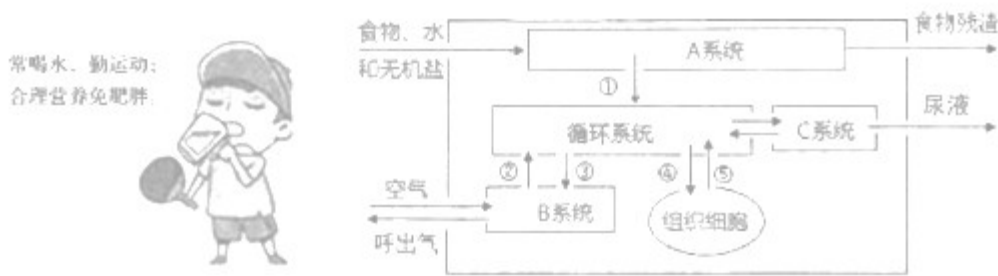 常喝水、勤运动;
合理营养免肥胖
食物、水
和无机盐
A系统
食物残渣
①
循环系统
C系统
尿液
②
③
④
⑤
空气
呼出气
B系统
组织细胞